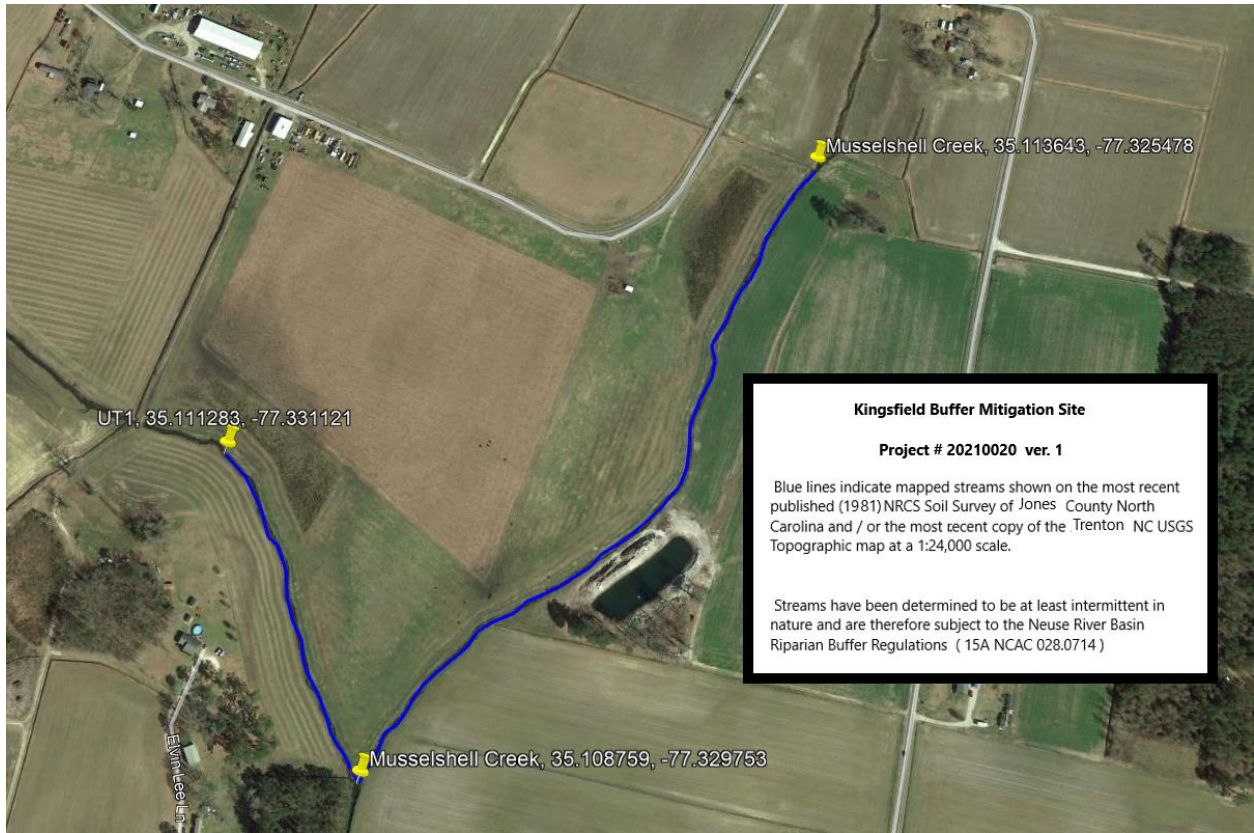 Musselshell Creek, 35.113643, -77.325478
UT1, 35.111283, -77.331121
Kingsfield Buffer Mitigation Site
Project # 20210020 ver. 1
Blue lines indicate mapped streams shown on the most recent
published (1981) NRCS Soil Survey of Jones County North
Carolina and / or the most recent copy of the Trenton NC USGS
Topographic map at a 1:24,000 scale.
Streams have been determined to be at least intermittent in
nature and are therefore subject to the Neuse River Basin
Riparian Buffer Regulations ( 15A NCAC 028.0714 )
Musselshell Creek, 35.108759, -77.329753
Elvin Lee Ln